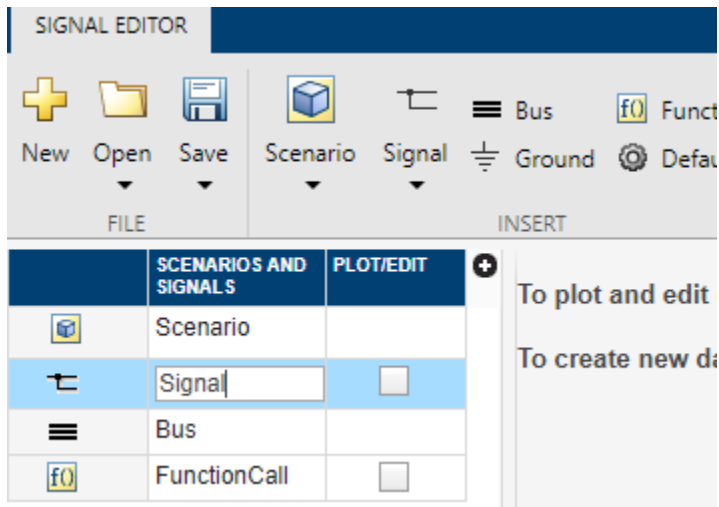 SIGNAL EDITOR
New Open Save Scenario Signal Bus Ground
FILE
INSERT
SCENARIOS AND SIGNALS
PLOT/EDIT
To plot and edit
Scenario
To create new
Signal
Bus
f() FunctionCall